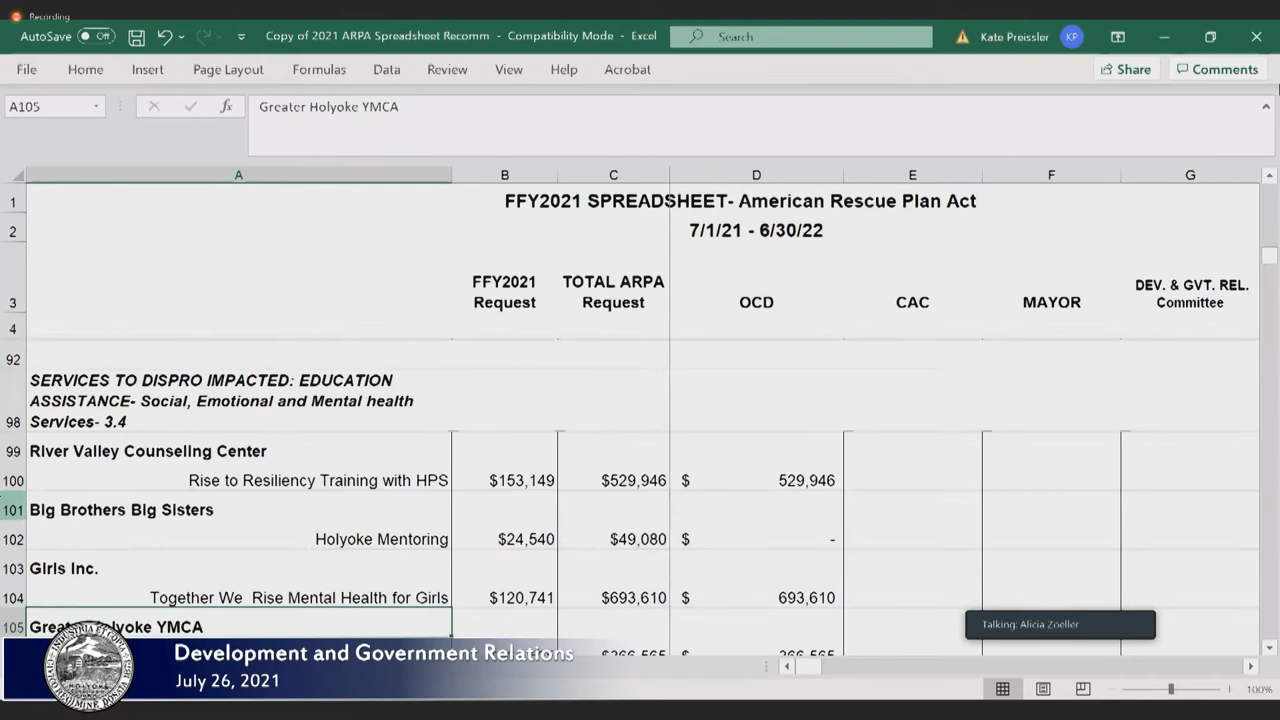 Recording
AutoSave Off Copy of 2021 ARPA Spreadsheet Recomm - Compatibility Mode - Excel Search Kate Preissler KP
File Home Insert Page Layout Formulas Data Review View Help Acrobat Share Comments
A105 fx Greater Holyoke YMCA
A B C D E F G
1 FFY2021 SPREADSHEET- American Rescue Plan Act
2 7/1/21 - 6/30/22
FFY2021 TOTAL ARPA DEV. & GVT. REL.
3 Request Request OCD CAC MAYOR Committee
4
92
SERVICES TO DISPRO IMPACTED: EDUCATION
ASSISTANCE- Social, Emotional and Mental health
98 Services- 3.4
99 River Valley Counseling Center
100 Rise to Resiliency Training with HPS $153,149 $529,946 $ 529,946
101 Big Brothers Big Sisters
102 Holyoke Mentoring $24,540 $49,080 $ -
103 Girls Inc.
104 Together We Rise Mental Health for Girls $120,741 $693,610 $ 693,610
105 Greater Holyoke YMCA
Talking: Alicia Zoeller
Development and Government Relations
July 26, 2021
100%